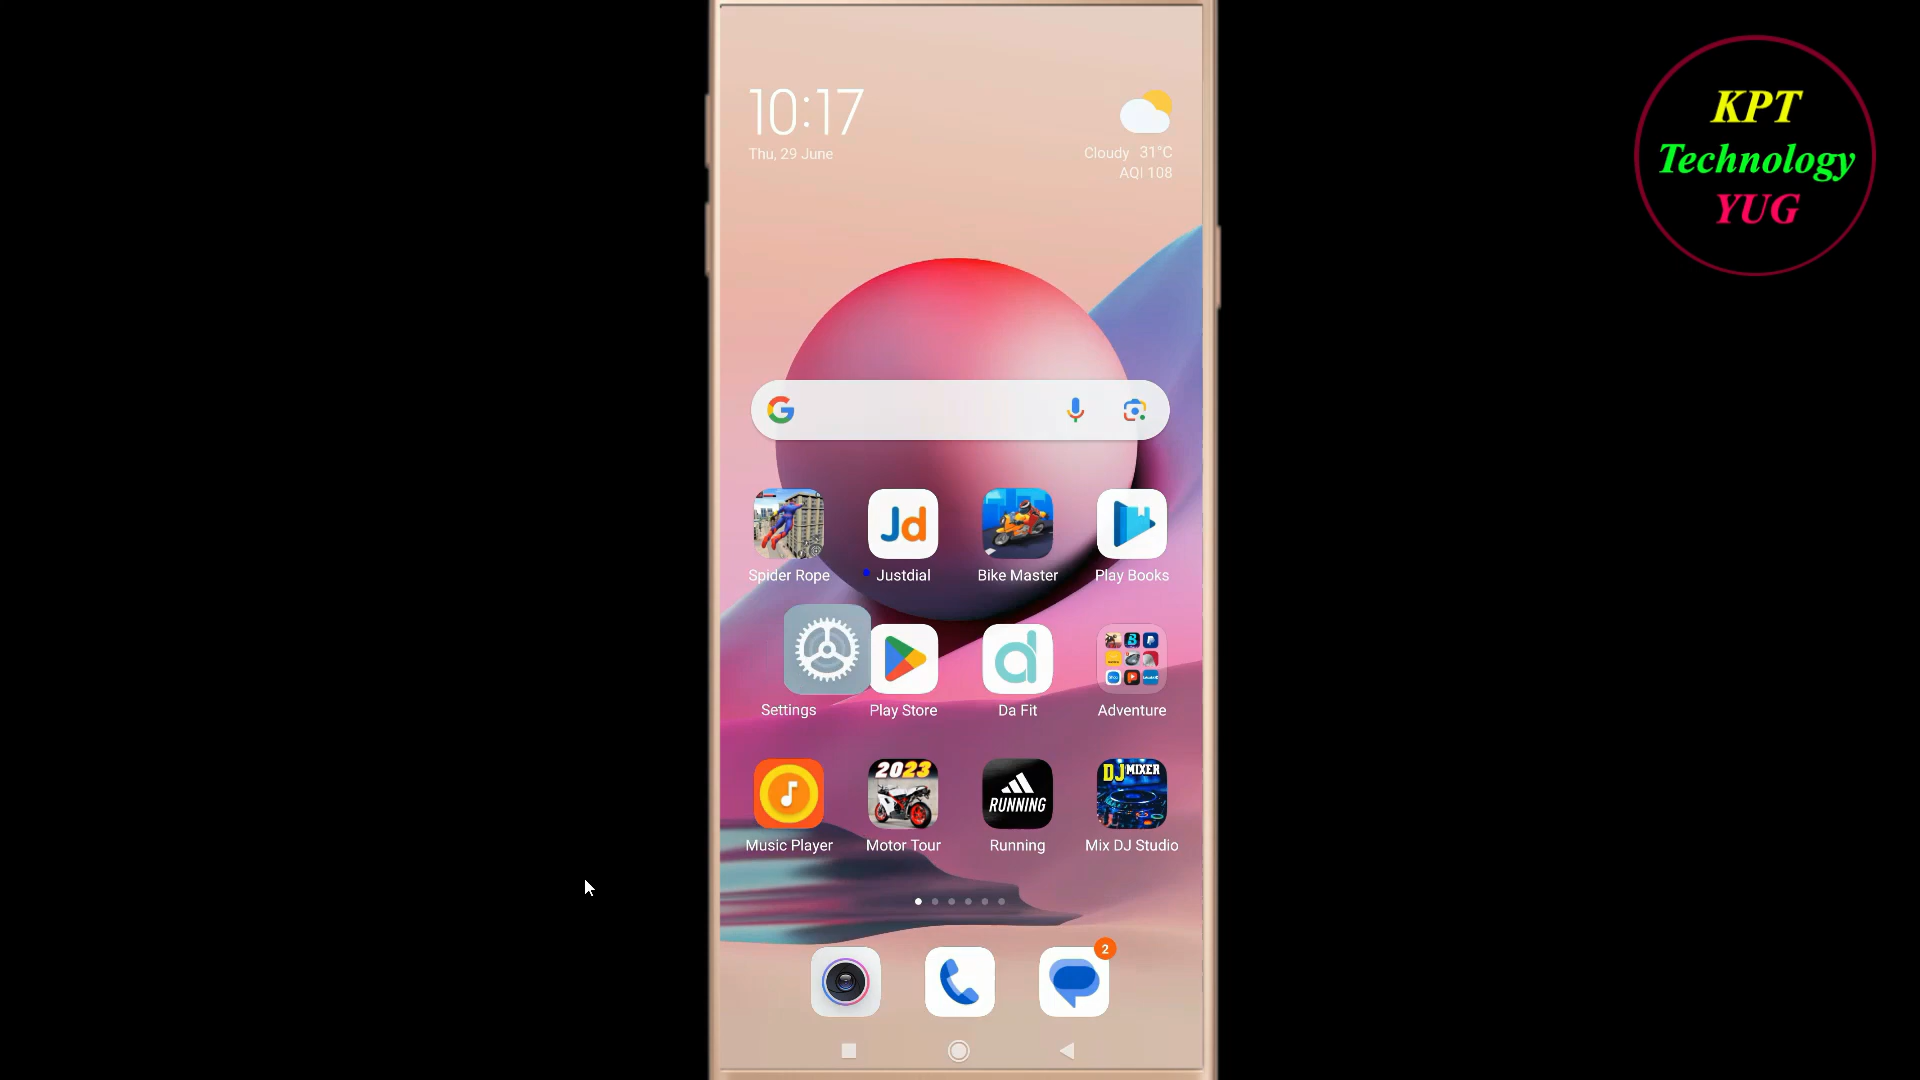 10:17
Thu, 29 June
Cloudy 31°C
AQI 108
KPT
Technology
YUG
Spider Rope
Jd
Justdial
Bike Master
Play Books
Settings
Play Store
Da Fit
Adventure
2023
RUNNING
DJ MIXER
Music Player
Motor Tour
Running
Mix DJ Studio
2